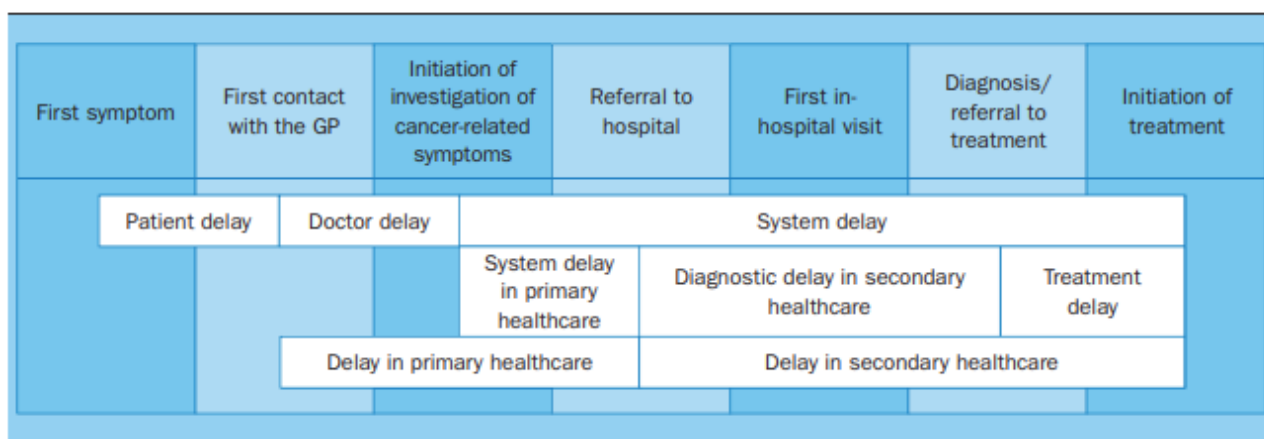 First symptom
First contact
with the GP
Initiation of
investigation of
cancer-related
symptoms
Referral to
hospital
First in-
hospital visit
Diagnosis/
referral to
treatment
Initiation of
treatment
Patient delay
Doctor delay
System delay
System delay
in primary
healthcare
Diagnostic delay in secondary
healthcare
Treatment
delay
Delay in primary healthcare
Delay in secondary healthcare